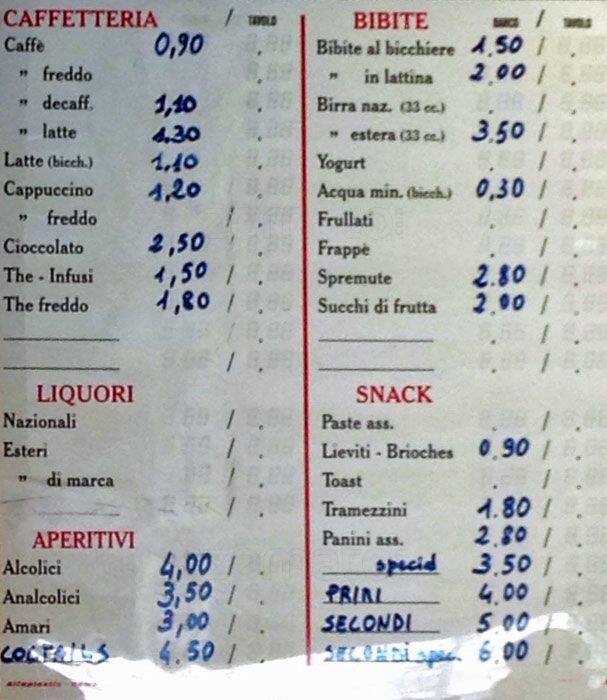 CAFFETTERIA / TAVOLO
Caffè 0,90
" freddo
" decaff. 1,10
" latte 1.30
Latte (bicch.) 1.10
Cappuccino 1,20
" freddo /
Cioccolato 2,50 /
The - Infusi 1,50 /
The freddo 1,80 /
LIQUORI
Nazionali /
Esteri /
" di marca /
APERITIVI
Alcolici 4,00 /
Analcolici 3,50 /
Amari 3,00 /
COCTAILS 4.50 /
BIBITE BANCO / TAVOLO
Bibite al bicchiere 1.50 /
" in lattina 2.00 /
Birra naz. (33 cc.) /
" estera (33 cc.) 3.50 /
Yogurt /
Acqua min. (bicch.) 0,30 /
Frullati /
Frappè /
Spremute 2.80 /
Succhi di frutta 2.00 /
SNACK
Paste ass. /
Lieviti - Brioches 0.90 /
Toast /
Tramezzini 1.80 /
Panini ass. 2.80 /
special 3.50 /
PRIMI 4.00 /
SECONDI 5.00 /
SECONDI spec. 6.00 /